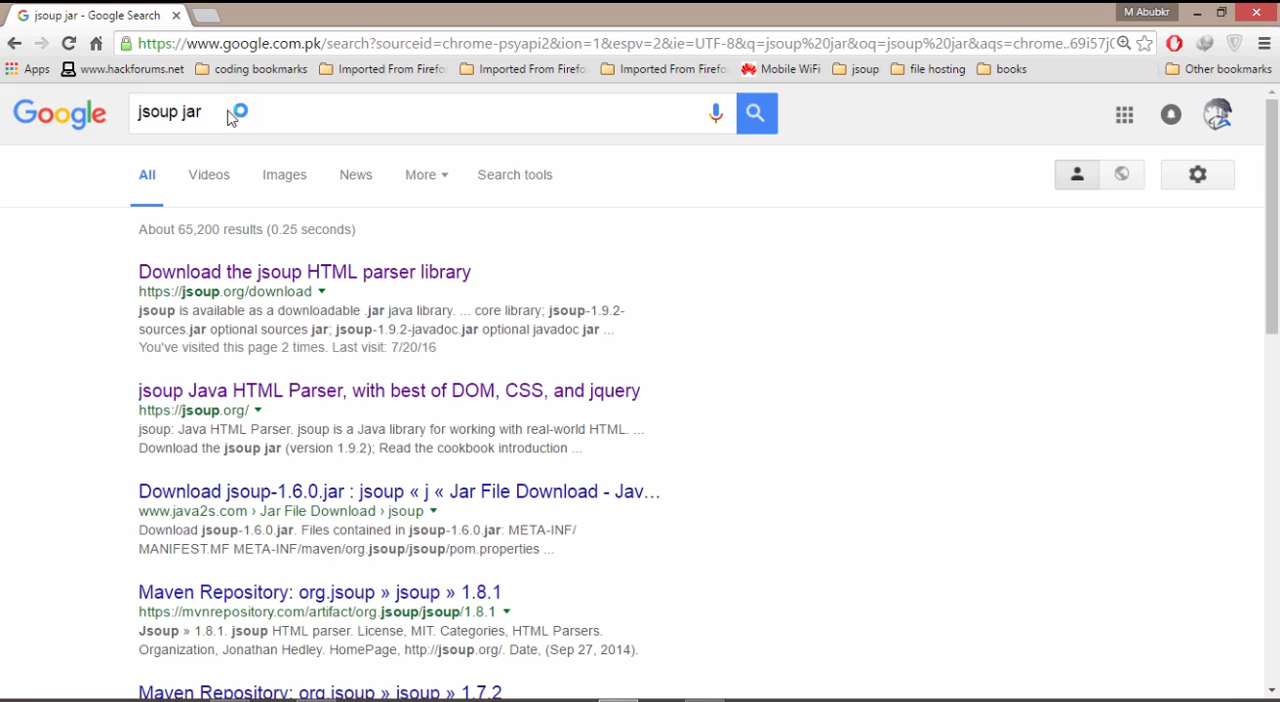 jsoup jar - Google Search
M Abubkr
https://www.google.com.pk/search?sourceid=chrome-psyapi2&ion=1&espv=2&ie=UTF-8&q=jsoup%20jar&oq=jsoup%20jar&aqs=chrome..69i57j0
Apps www.hackforums.net coding bookmarks Imported From Firefo Imported From Firefo Imported From Firefo Mobile WiFi jsoup file hosting books Other bookmarks
Google jsoup jar
All Videos Images News More Search tools
About 65,200 results (0.25 seconds)
Download the jsoup HTML parser library
https://jsoup.org/download
jsoup is available as a downloadable .jar java library. ... core library; jsoup-1.9.2-
sources.jar optional sources jar; jsoup-1.9.2-javadoc.jar optional javadoc jar ...
You've visited this page 2 times. Last visit: 7/20/16
jsoup Java HTML Parser, with best of DOM, CSS, and jquery
https://jsoup.org/
jsoup: Java HTML Parser. jsoup is a Java library for working with real-world HTML. ...
Download the jsoup jar (version 1.9.2); Read the cookbook introduction ...
Download jsoup-1.6.0.jar : jsoup « j « Jar File Download - Jav...
www.java2s.com › Jar File Download › jsoup
Download jsoup-1.6.0.jar. Files contained in jsoup-1.6.0.jar: META-INF/
MANIFEST.MF META-INF/maven/org.jsoup/jsoup/pom.properties ...
Maven Repository: org.jsoup » jsoup » 1.8.1
https://mvnrepository.com/artifact/org.jsoup/jsoup/1.8.1
Jsoup » 1.8.1. jsoup HTML parser. License, MIT. Categories, HTML Parsers.
Organization, Jonathan Hedley. HomePage, http://jsoup.org/. Date, (Sep 27, 2014).
Maven Repository: org.jsoup » jsoup » 1.7.2